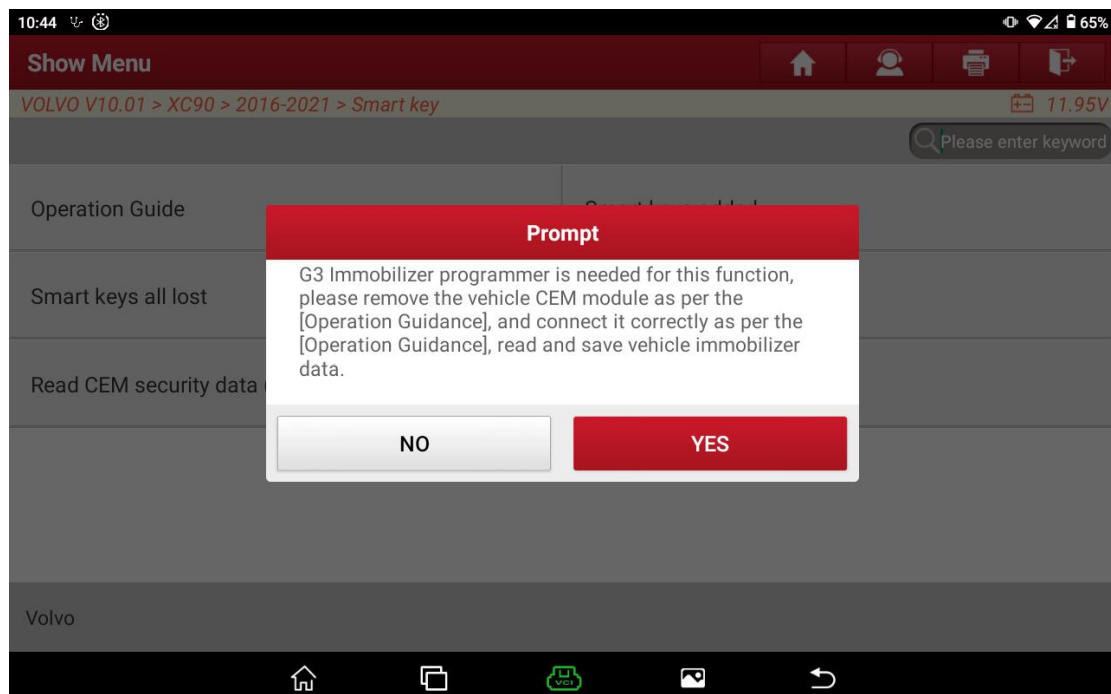 10:44
65%
Show Menu
VOLVO V10.01 > XC90 > 2016-2021 > Smart key
11.95V
Please enter keyword
Operation Guide
Prompt
G3 Immobilizer programmer is needed for this function,
please remove the vehicle CEM module as per the
[Operation Guidance], and connect it correctly as per the
[Operation Guidance], read and save vehicle immobilizer
data.
Smart keys all lost
Read CEM security data
NO
YES
Volvo
VCI